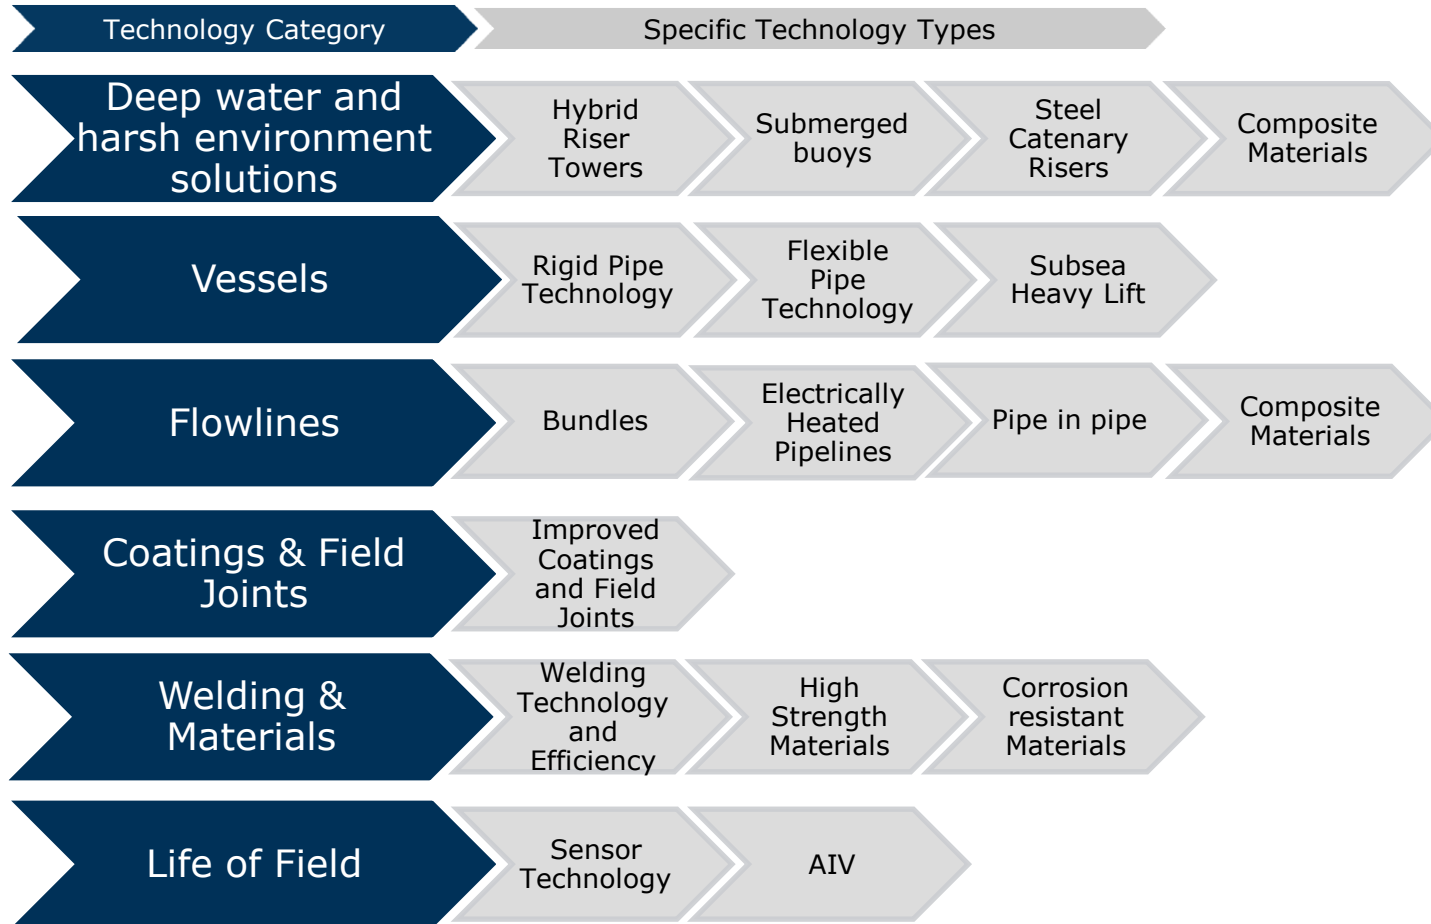 Technology Category
Specific Technology Types
Deep water and
harsh environment
solutions
Hybrid
Riser
Towers
Submerged
buoys
Steel
Catenary
Risers
Composite
Materials
Vessels
Rigid Pipe
Technology
Flexible
Pipe
Technology
Subsea
Heavy Lift
Flowlines
Bundles
Electrically
Heated
Pipelines
Pipe in pipe
Composite
Materials
Coatings & Field
Joints
Improved
Coatings
and Field
Joints
Welding &
Materials
Welding
Technology
and
Efficiency
High
Strength
Materials
Corrosion
resistant
Materials
Life of Field
Sensor
Technology
AIV